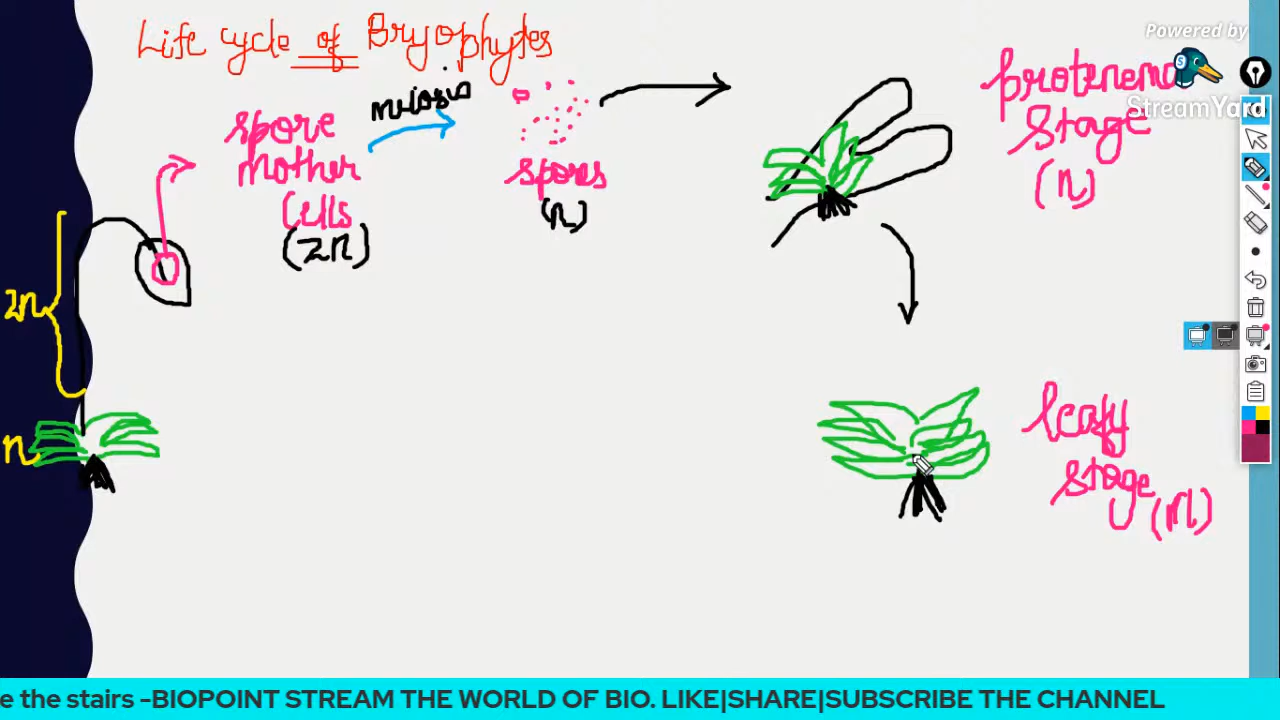 Life cycle of Bryophytes
Powered by
StreamYard
S
protenema
stage
(n)
meiosis
spore
mother
cells
(2n)
spores
(n)
2n
n
leafy
stage (n)
e the stairs -BIOPOINT STREAM THE WORLD OF BIO. LIKE|SHARE|SUBSCRIBE THE CHANNEL